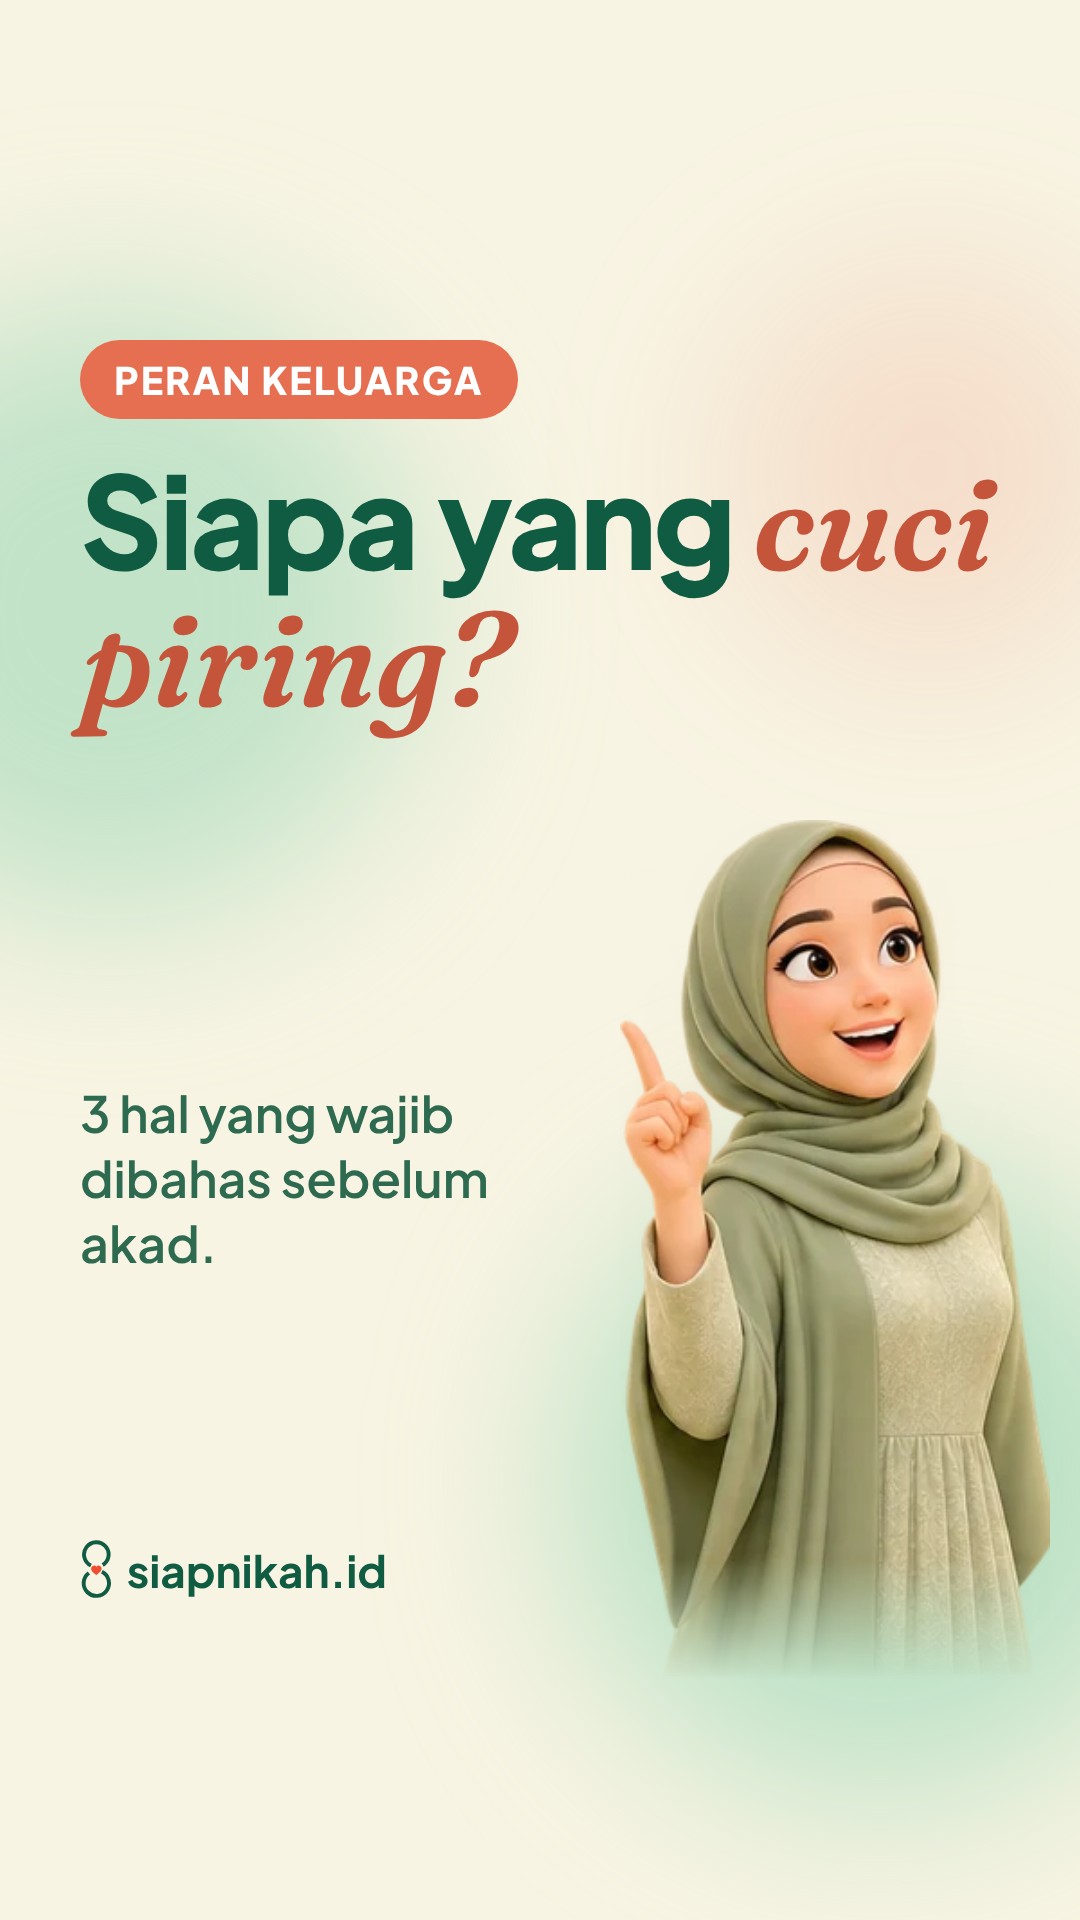 PERAN KELUARGA
Siapa yang cuci
piring?
3 hal yang wajib
dibahas sebelum
akad.
siapnikah.id